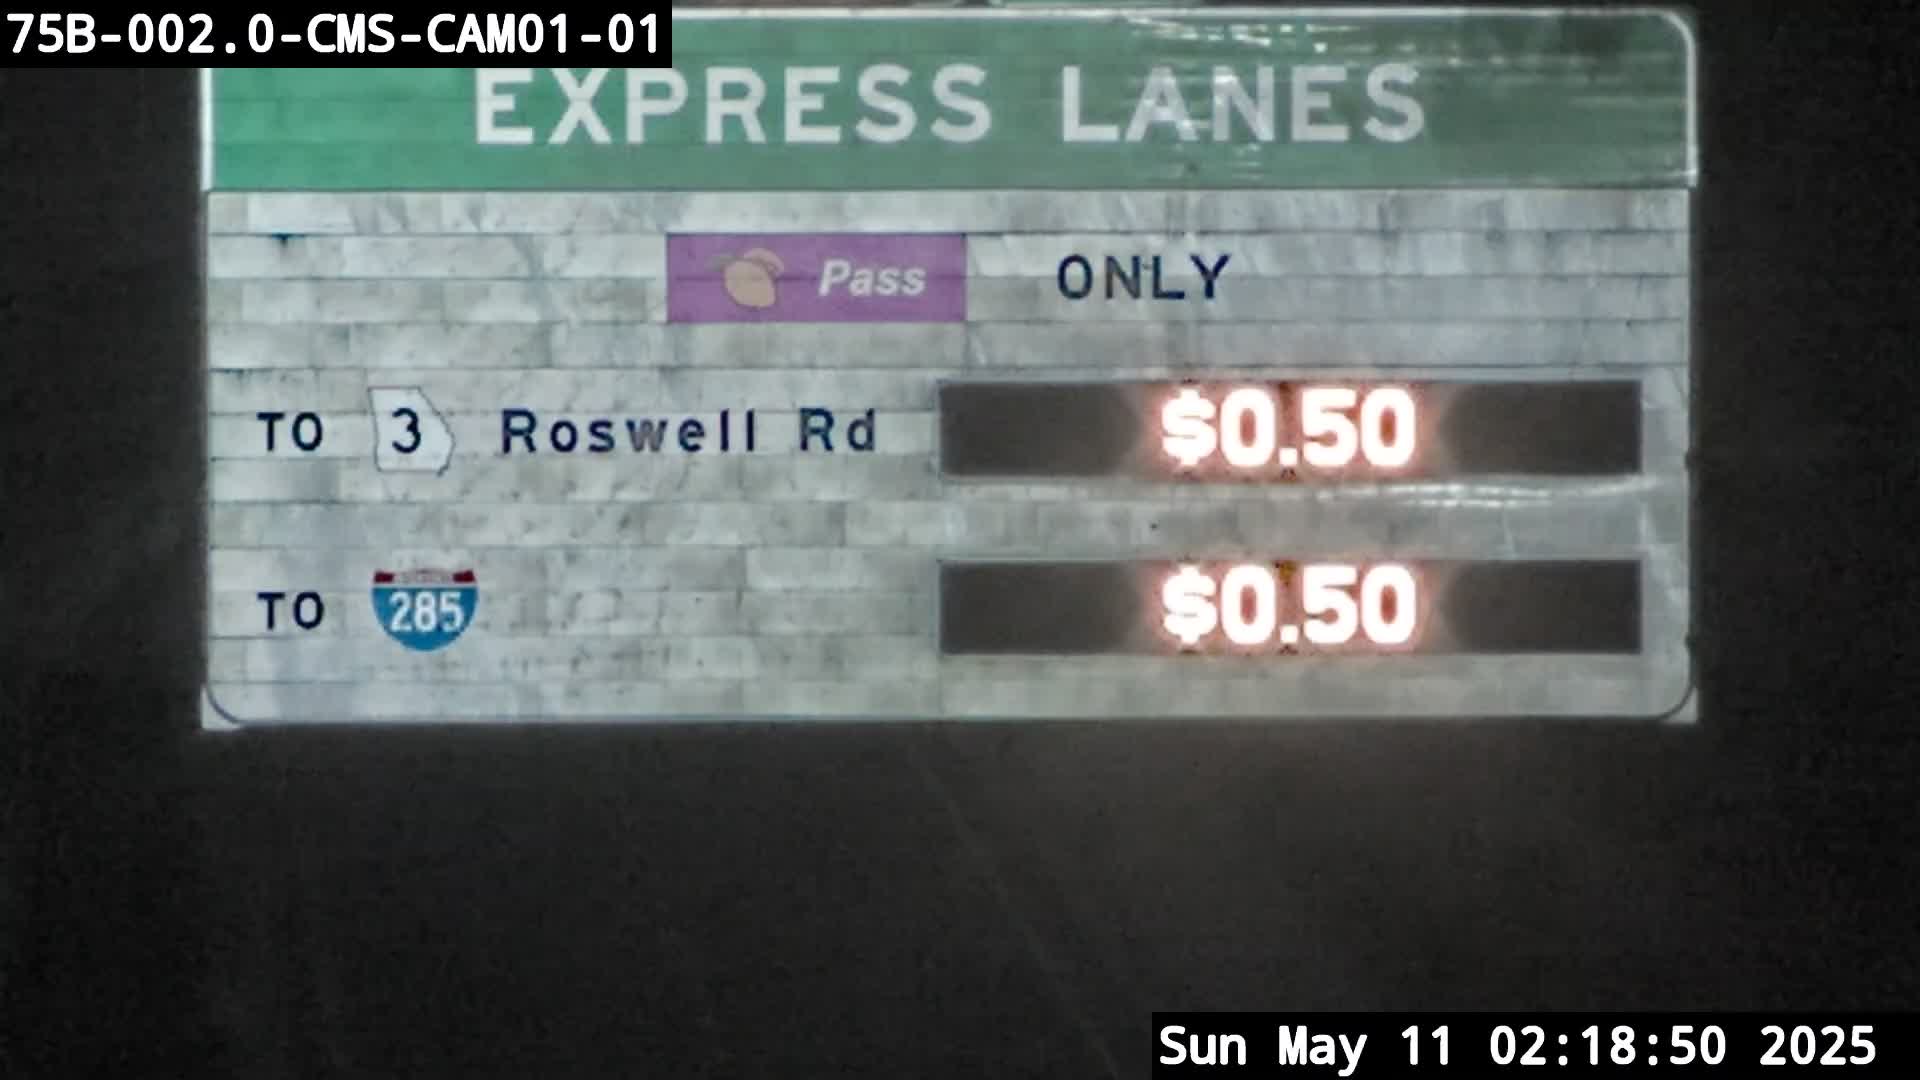 75B-002.0-CMS-CAM01-01
EXPRESS LANES
Pass ONLY
TO 3 Roswell Rd $0.50
TO 285 $0.50
Sun May 11 02:18:50 2025